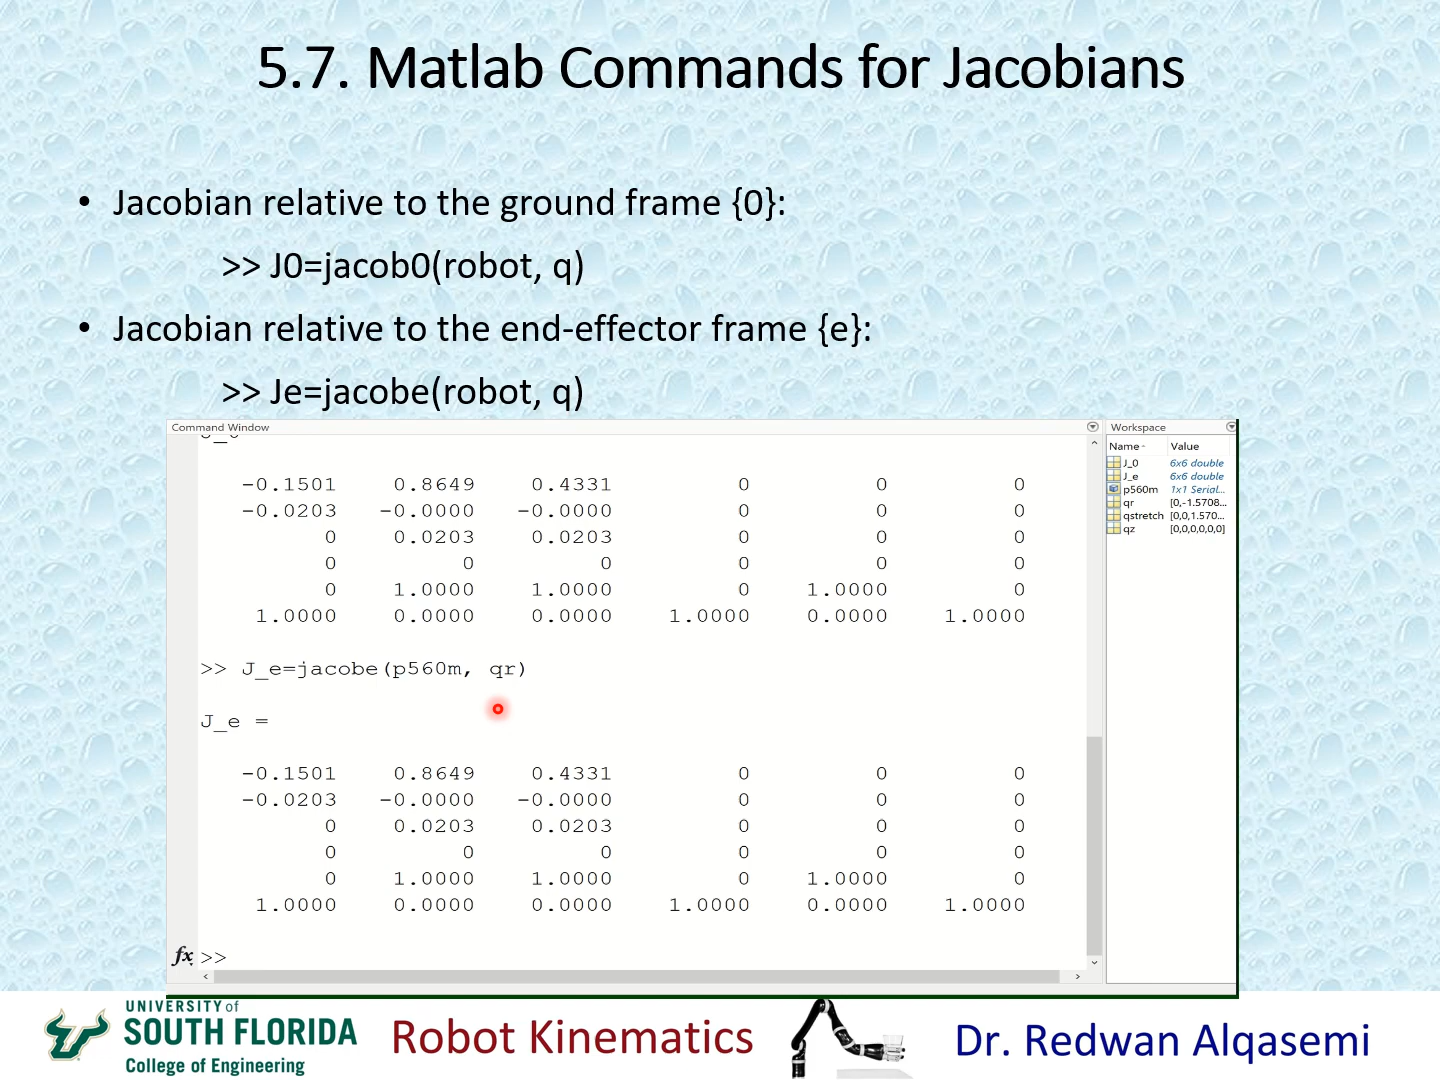 5.7. Matlab Commands for Jacobians
• Jacobian relative to the ground frame {0}:
>> J0=jacob0(robot, q)
• Jacobian relative to the end-effector frame {e}:
>> Je=jacobe(robot, q)
Command Window
-0.1501 0.8649 0.4331 0 0 0
-0.0203 -0.0000 -0.0000 0 0 0
0 0.0203 0.0203 0 0 0
0 0 0 0 0 0
0 1.0000 1.0000 0 1.0000 0
1.0000 0.0000 0.0000 1.0000 0.0000 1.0000
>> J_e=jacobe(p560m, qr)
J_e =
-0.1501 0.8649 0.4331 0 0 0
-0.0203 -0.0000 -0.0000 0 0 0
0 0.0203 0.0203 0 0 0
0 0 0 0 0 0
0 1.0000 1.0000 0 1.0000 0
1.0000 0.0000 0.0000 1.0000 0.0000 1.0000
fx >>
Workspace
Name Value
J_0 6x6 double
J_e 6x6 double
p560m 1x1 Serial...
qr [0,-1.5708...
qstretch [0,0,1.570...
qz [0,0,0,0,0,0]
UNIVERSITY of
SOUTH FLORIDA
College of Engineering
Robot Kinematics
Dr. Redwan Alqasemi